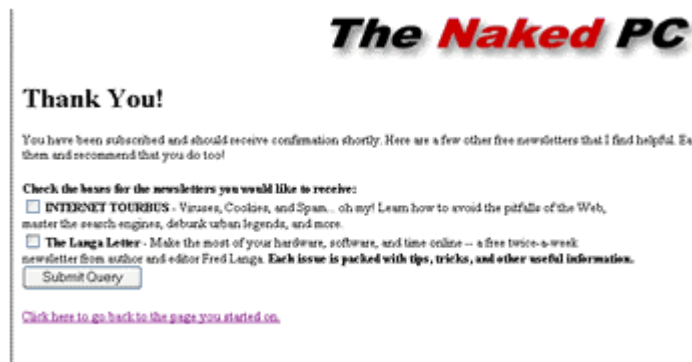 The Naked PC
Thank You!
You have been subscribed and should receive confirmation shortly. Here are a few other free newsletters that I find helpful. Ea
them and recommend that you do too!
Check the boxes for the newsletters you would like to receive:
INTERNET TOURBUS - Viruses, Cookies, and Spam... oh my! Learn how to avoid the pitfalls of the Web,
master the search engines, debunk urban legends, and more.
The Langa Letter - Make the most of your hardware, software, and time online -- a free twice-a-week
newsletter from author and editor Fred Langa. Each issue is packed with tips, tricks, and other useful information.
Submit Query
Click here to go back to the page you started on.